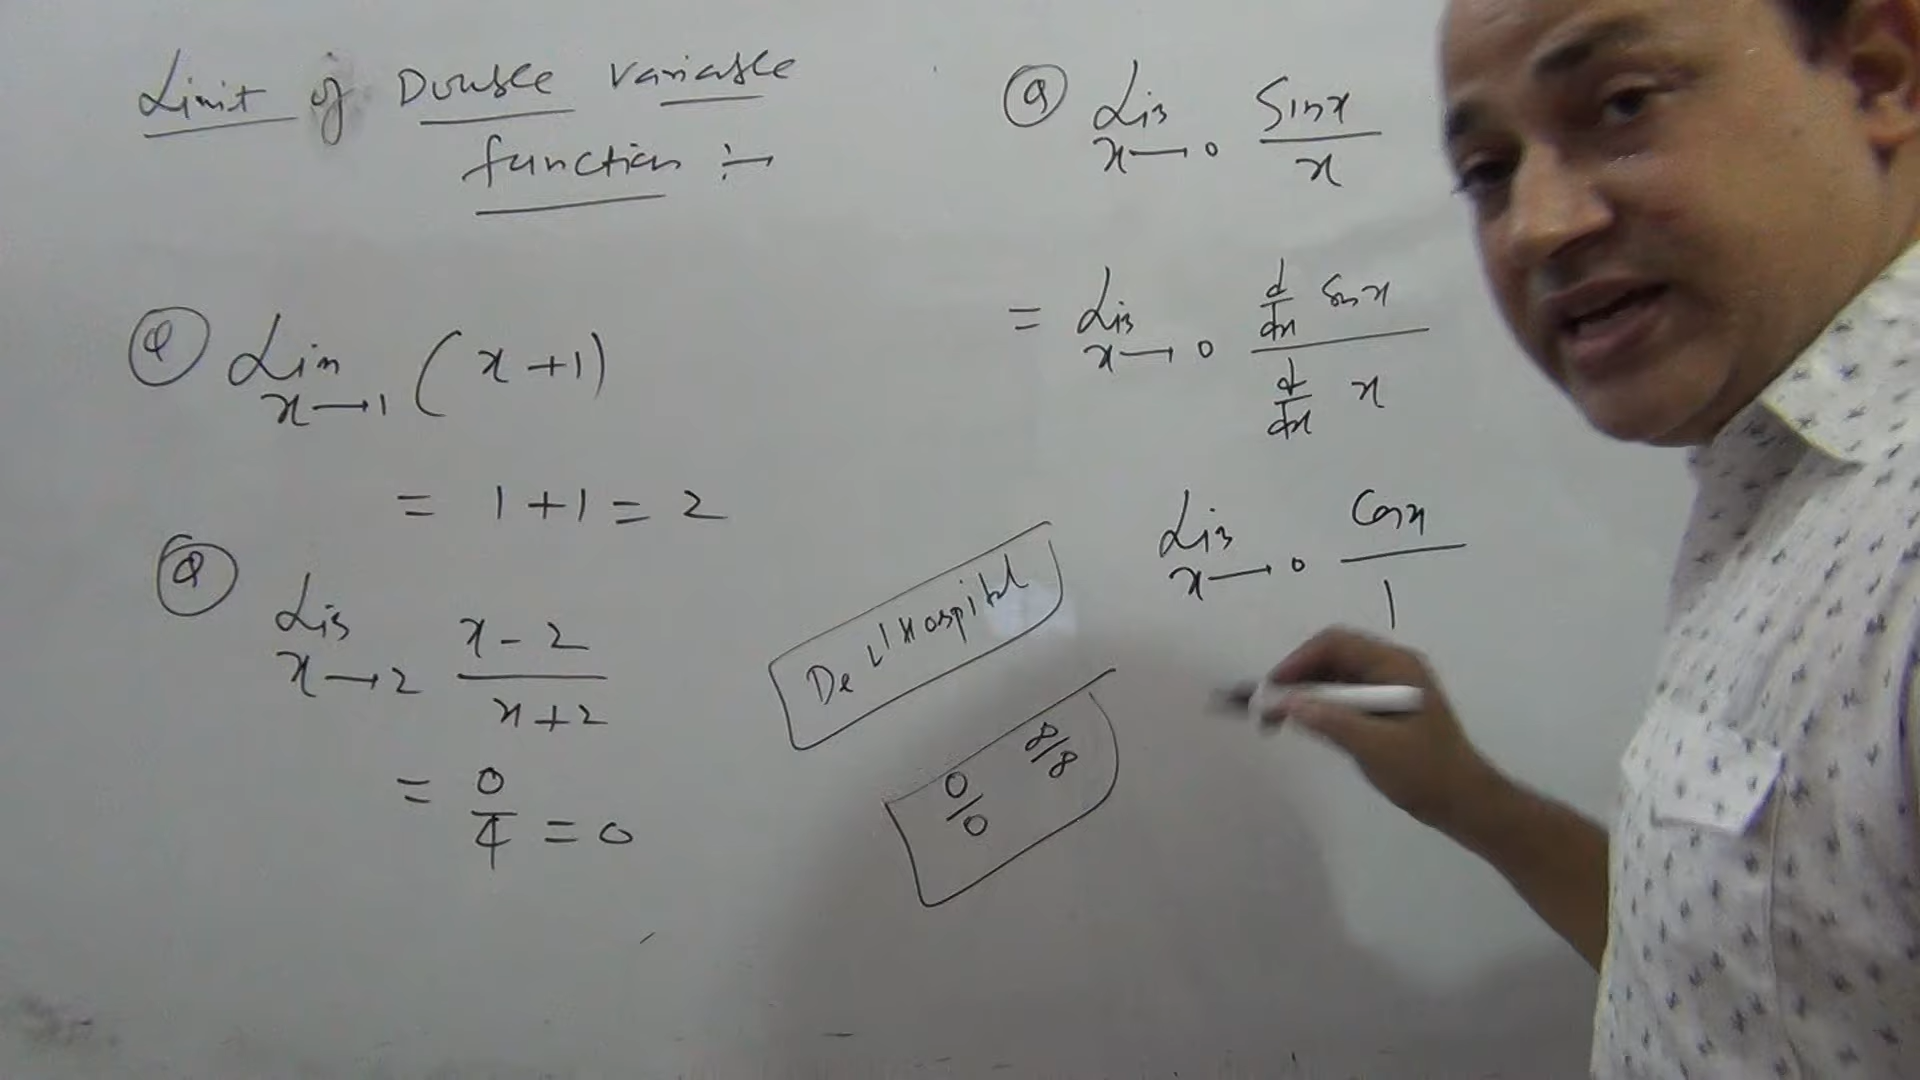 Limit of Double variable
function :→
Q Lim (x+1)
x→1
= 1+1=2
Q Lim x-2
x→2 x+2
= 0/4 = 0
De L'Hospital
0/0 ∞/∞
Q Lim Sinx
x→0 x
= Lim d/dx Sinx
x→0 d/dx x
Lim Cosx
x→0 1